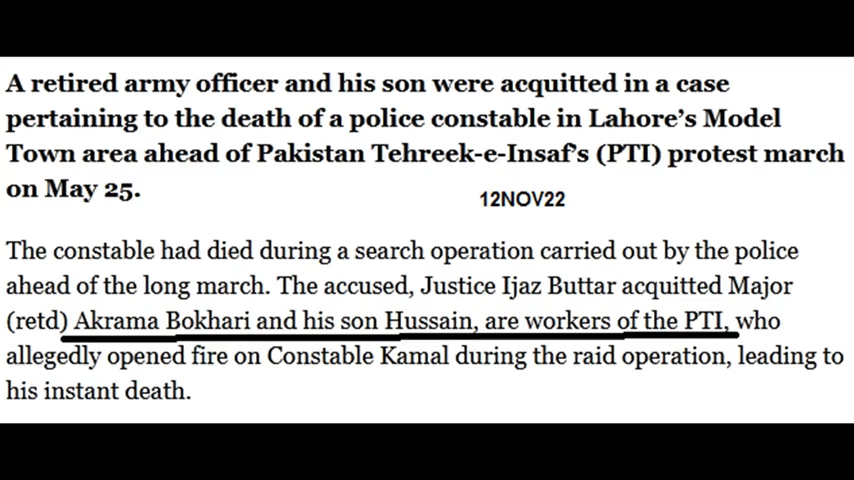 A retired army officer and his son were acquitted in a case
pertaining to the death of a police constable in Lahore's Model
Town area ahead of Pakistan Tehreek-e-Insaf's (PTI) protest march
on May 25.
12NOV22
The constable had died during a search operation carried out by the police
ahead of the long march. The accused, Justice Ijaz Buttar acquitted Major
(retd) Akrama Bokhari and his son Hussain, are workers of the PTI, who
allegedly opened fire on Constable Kamal during the raid operation, leading to
his instant death.